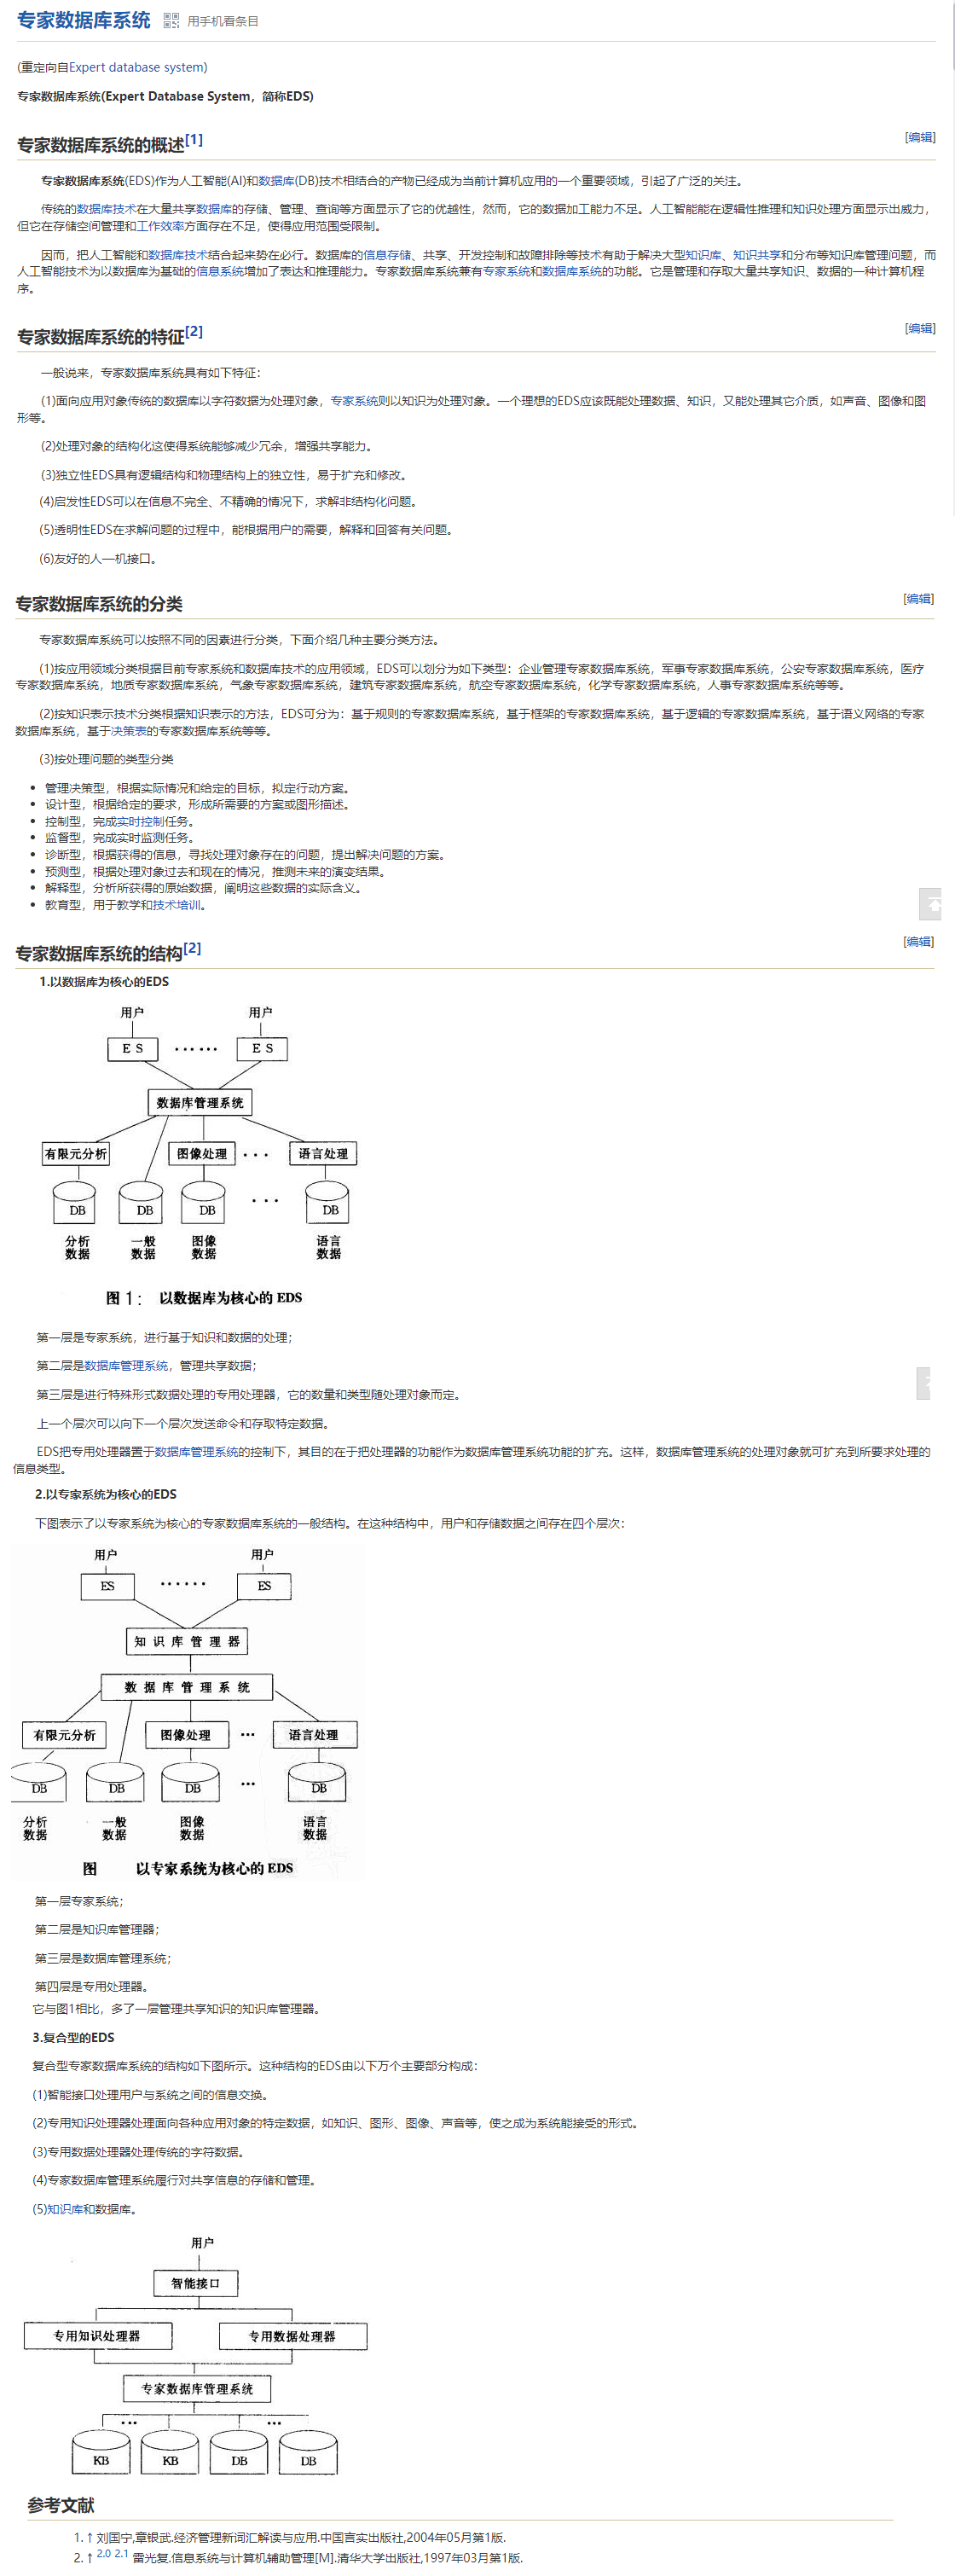 专家数据库系统 用手机看条目
(重定向自Expert database system)
专家数据库系统(Expert Database System，简称EDS)
专家数据库系统的概述[1] [编辑]
专家数据库系统(EDS)作为人工智能(AI)和数据库(DB)技术相结合的产物已经成为当前计算机应用的一个重要领域，引起了广泛的关注。
传统的数据库技术在大量共享数据库的存储、管理、查询等方面显示了它的优越性，然而，它的数据加工能力不足。人工智能能在逻辑性推理和知识处理方面显示出威力，
但它在存储空间管理和工作效率方面存在不足，使得应用范围受限制。
因而，把人工智能和数据库技术结合起来势在必行。数据库的信息存储、共享、开发控制和故障排除等技术有助于解决大型知识库、知识共享和分布等知识库管理问题，而
人工智能技术为以数据库为基础的信息系统增加了表达和推理能力。专家数据库系统兼有专家系统和数据库系统的功能。它是管理和存取大量共享知识、数据的一种计算机程
序。
专家数据库系统的特征[2] [编辑]
一般说来，专家数据库系统具有如下特征：
(1)面向应用对象传统的数据库以字符数据为处理对象，专家系统则以知识为处理对象。一个理想的EDS应该既能处理数据、知识，又能处理其它介质，如声音、图像和图
形等。
(2)处理对象的结构化这使得系统能够减少冗余，增强共享能力。
(3)独立性EDS具有逻辑结构和物理结构上的独立性，易于扩充和修改。
(4)启发性EDS可以在信息不完全、不精确的情况下，求解非结构化问题。
(5)透明性EDS在求解问题的过程中，能根据用户的需要，解释和回答有关问题。
(6)友好的人—机接口。
专家数据库系统的分类 [编辑]
专家数据库系统可以按照不同的因素进行分类，下面介绍几种主要分类方法。
(1)按应用领域分类根据目前专家系统和数据库技术的应用领域，EDS可以划分为如下类型：企业管理专家数据库系统，军事专家数据库系统，公安专家数据库系统，医疗
专家数据库系统，地质专家数据库系统，气象专家数据库系统，建筑专家数据库系统，航空专家数据库系统，化学专家数据库系统，人事专家数据库系统等等。
(2)按知识表示技术分类根据知识表示的方法，EDS可分为：基于规则的专家数据库系统，基于框架的专家数据库系统，基于逻辑的专家数据库系统，基于语义网络的专家
数据库系统，基于决策表的专家数据库系统等等。
(3)按处理问题的类型分类
• 管理决策型，根据实际情况和给定的目标，拟定行动方案。
• 设计型，根据给定的要求，形成所需要的方案或图形描述。
• 控制型，完成实时控制任务。
• 监督型，完成实时监测任务。
• 诊断型，根据获得的信息，寻找处理对象存在的问题，提出解决问题的方案。
• 预测型，根据处理对象过去和现在的情况，推测未来的演变结果。
• 解释型，分析所获得的原始数据，阐明这些数据的实际含义。
• 教育型，用于教学和技术培训。
专家数据库系统的结构[2] [编辑]
1.以数据库为核心的EDS
用户 用户
E S ······ E S
数据库管理系统
有限元分析 图像处理 ··· 语言处理
DB DB DB ··· DB
分析 一般 图像 语言
数据 数据 数据 数据
图 1： 以数据库为核心的 EDS
第一层是专家系统，进行基于知识和数据的处理；
第二层是数据库管理系统，管理共享数据；
第三层是进行特殊形式数据处理的专用处理器，它的数量和类型随处理对象而定。
上一个层次可以向下一个层次发送命令和存取特定数据。
EDS把专用处理器置于数据库管理系统的控制下，其目的在于把处理器的功能作为数据库管理系统功能的扩充。这样，数据库管理系统的处理对象就可扩充到所要求处理的
信息类型。
2.以专家系统为核心的EDS
下图表示了以专家系统为核心的专家数据库系统的一般结构。在这种结构中，用户和存储数据之间存在四个层次：
用户 用户
ES ······ ES
知识库管理器
数据库管理系统
有限元分析 图像处理 ··· 语言处理
DB DB DB ··· DB
分析 一般 图像 语言
数据 数据 数据 数据
图 以专家系统为核心的 EDS
第一层专家系统；
第二层是知识库管理器；
第三层是数据库管理系统；
第四层是专用处理器。
它与图1相比，多了一层管理共享知识的知识库管理器。
3.复合型的EDS
复合型专家数据库系统的结构如下图所示。这种结构的EDS由以下万个主要部分构成：
(1)智能接口处理用户与系统之间的信息交换。
(2)专用知识处理器处理面向各种应用对象的特定数据，如知识、图形、图像、声音等，使之成为系统能接受的形式。
(3)专用数据处理器处理传统的字符数据。
(4)专家数据库管理系统履行对共享信息的存储和管理。
(5)知识库和数据库。
用户
智能接口
专用知识处理器 专用数据处理器
专家数据库管理系统
··· ···
KB KB DB DB
参考文献
1. ↑ 刘国宁,章银武.经济管理新词汇解读与应用.中国言实出版社,2004年05月第1版.
2. ↑ 2.0 2.1 雷光复.信息系统与计算机辅助管理[M].清华大学出版社,1997年03月第1版.